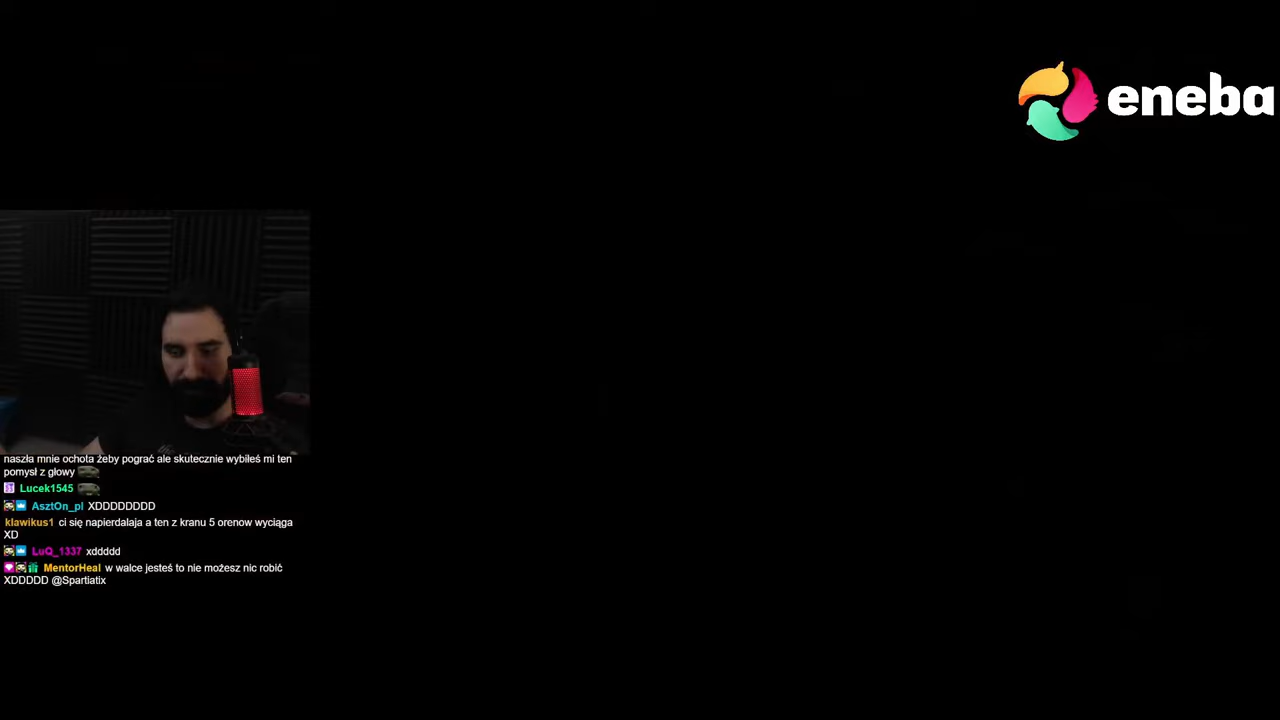 eneba
naszła mnie ochota żeby pograć ale skutecznie wybiłeś mi ten
pomysł z głowy
Lucek1545
AsztOn_pl XDDDDDDDD
klawikus1 ci się napierdalaja a ten z kranu 5 orenow wyciąga
XD
LuQ_1337 xddddd
MentorHeal w walce jesteś to nie możesz nic robić
XDDDDD @Spartiatix